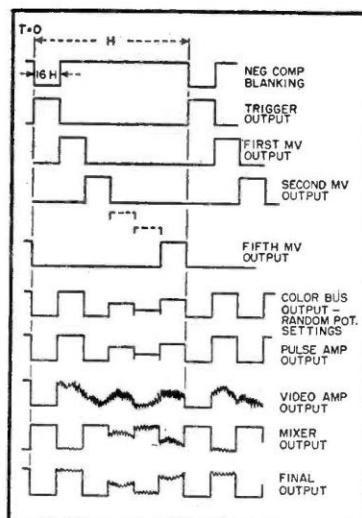 T=0
H
.16 H
NEG COMP
BLANKING
TRIGGER
OUTPUT
FIRST MV
OUTPUT
SECOND MV
OUTPUT
FIFTH MV
OUTPUT
COLOR BUS
OUTPUT —
RANDOM POT.
SETTINGS
PULSE AMP
OUTPUT
VIDEO AMP
OUTPUT
MIXER
OUTPUT
FINAL
OUTPUT